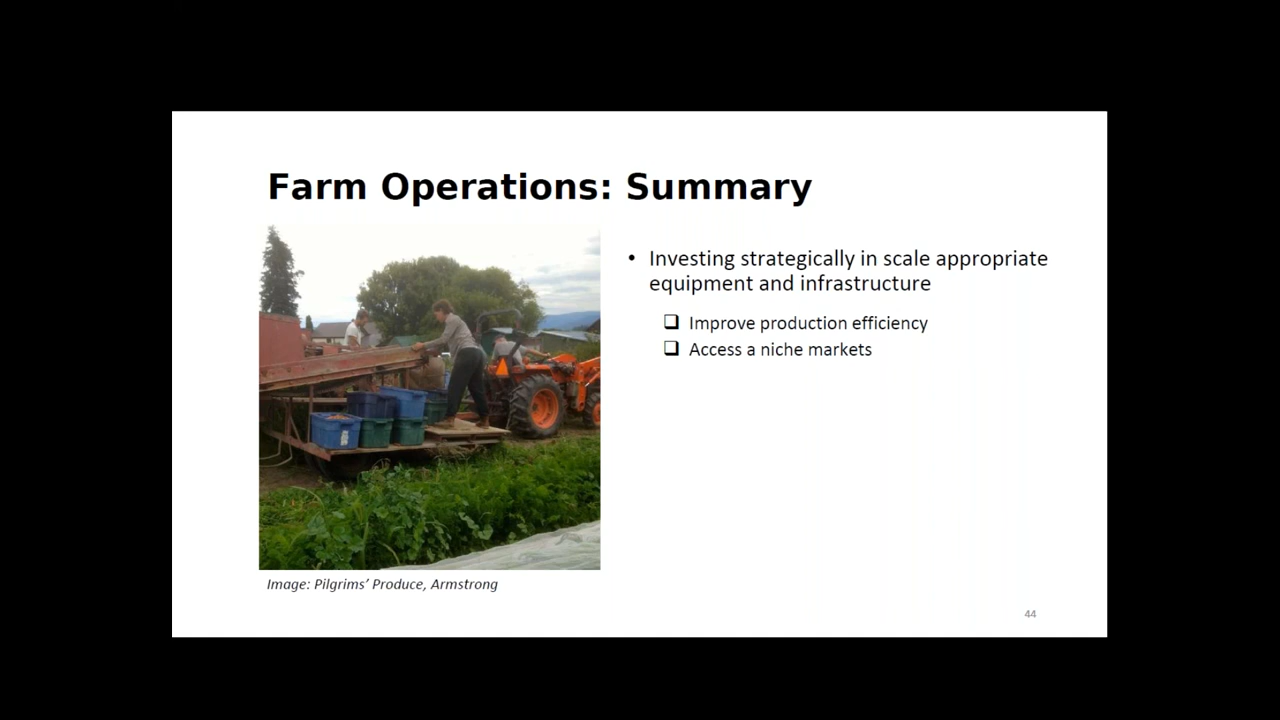 Farm Operations: Summary
• Investing strategically in scale appropriate
equipment and infrastructure
❑ Improve production efficiency
❑ Access a niche markets
Image: Pilgrims’ Produce, Armstrong
44